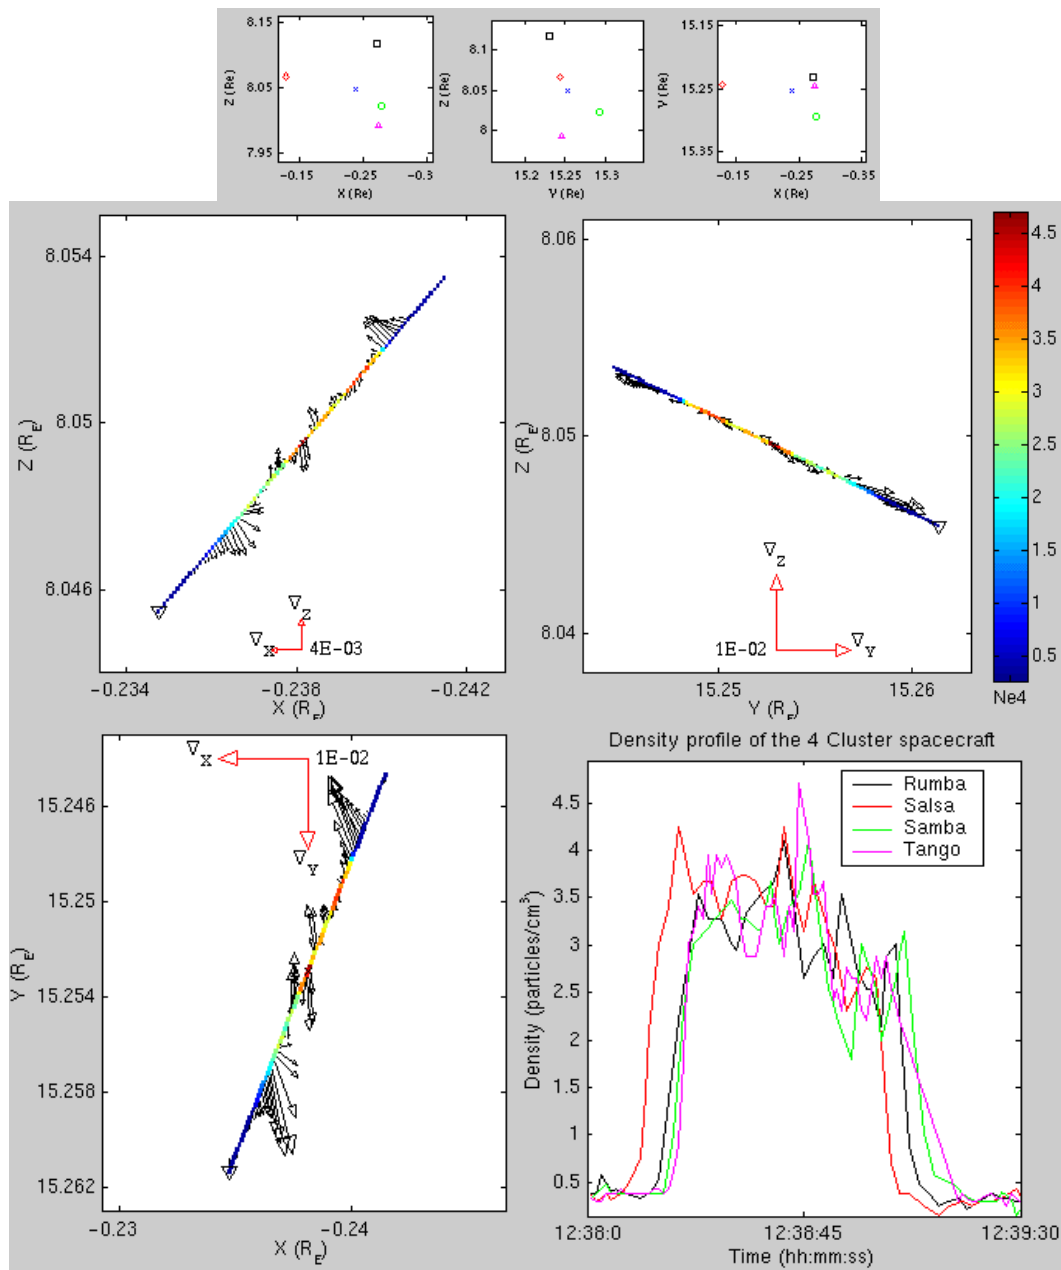 8.15
8.05
7.95
Z (Re)
−0.15
−0.25
−0.3
X (Re)
8.1
8.05
8
Z (Re)
15.2
15.25
15.3
Y (Re)
15.15
15.25
15.35
Y (Re)
−0.15
−0.25
−0.35
X (Re)
8.054
8.05
8.046
Z (R_E)
∇Z
∇X
4E−03
−0.234
−0.238
−0.242
X (R_E)
8.06
8.05
8.04
Z (R_E)
∇Z
1E−02
∇Y
15.25
15.26
Y (R_E)
4.5
4
3.5
3
2.5
2
1.5
1
0.5
Ne4
15.246
15.25
15.254
15.258
15.262
Y (R_E)
∇X
1E−02
∇Y
−0.23
−0.24
X (R_E)
Density profile of the 4 Cluster spacecraft
Rumba
Salsa
Samba
Tango
4.5
4
3.5
3
2.5
2
1.5
1
0.5
Density (particles/cm³)
12:38:0
12:38:45
12:39:30
Time (hh:mm:ss)